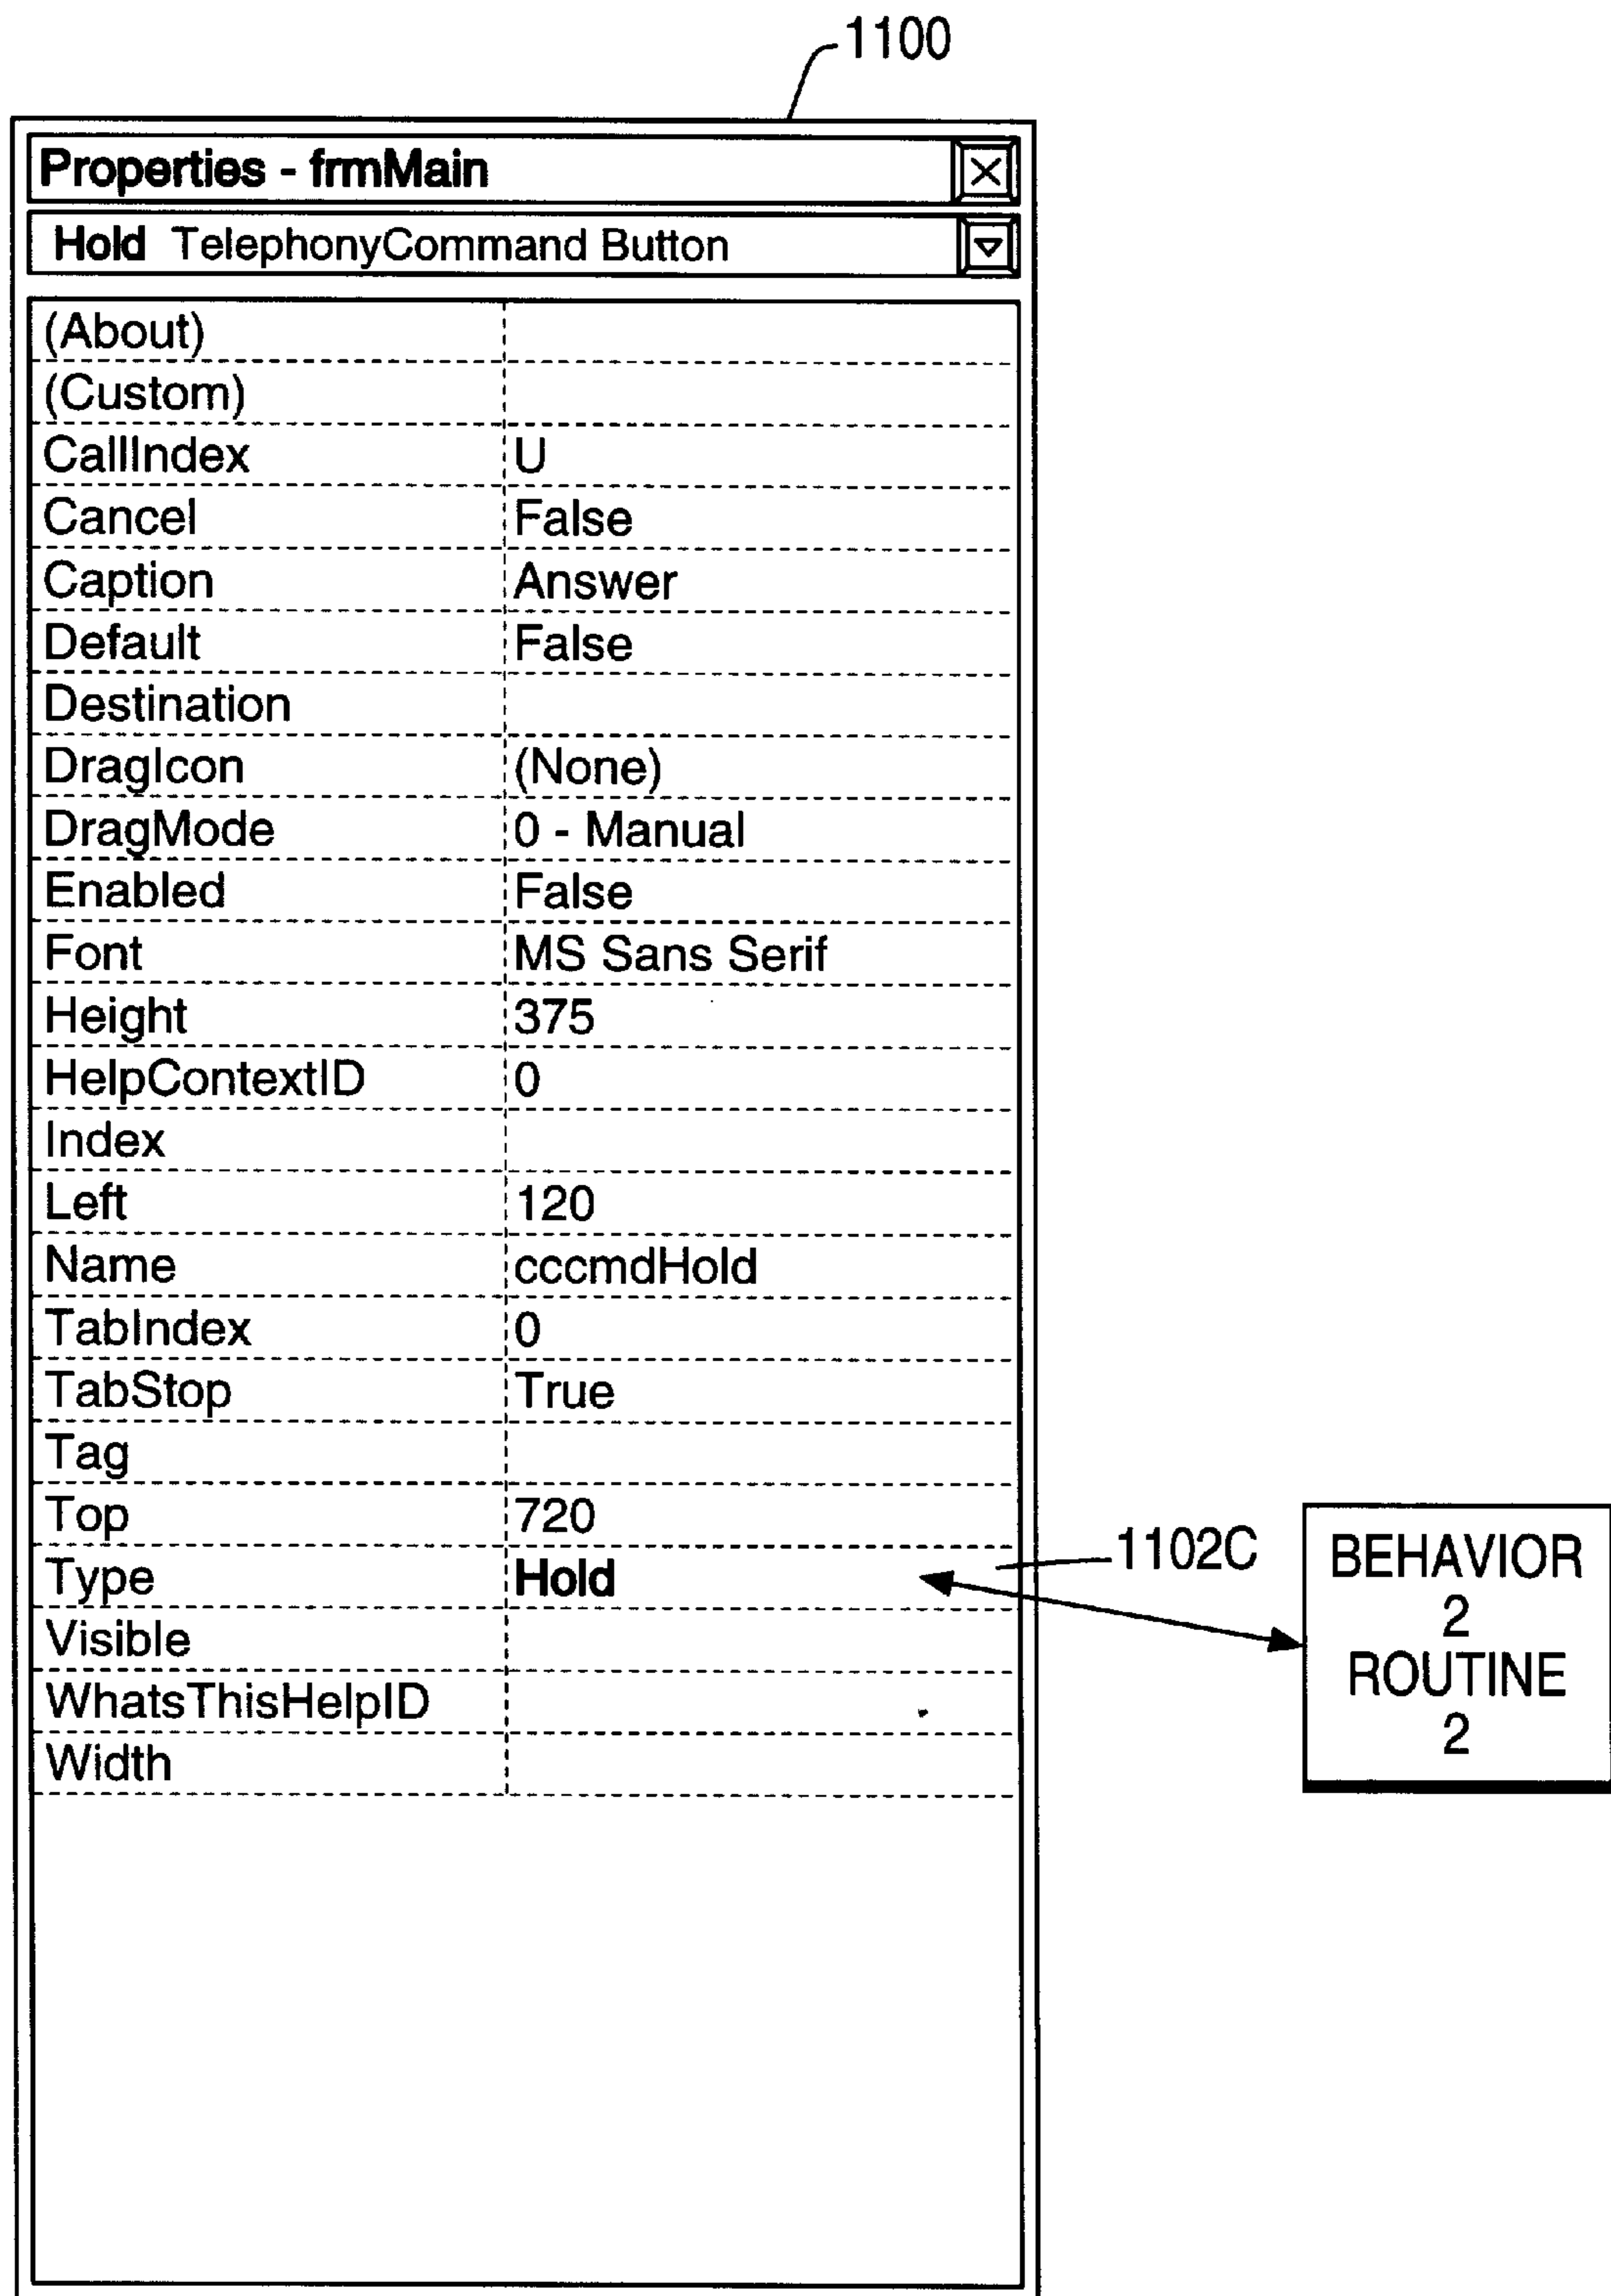 1100
Properties - frmMain
Hold TelephonyCommand Button
(About)
(Custom)
CallIndex U
Cancel False
Caption Answer
Default False
Destination
DragIcon (None)
DragMode 0 - Manual
Enabled False
Font MS Sans Serif
Height 375
HelpContextID 0
Index
Left 120
Name cccmdHold
TabIndex 0
TabStop True
Tag
Top 720
Type Hold
Visible
WhatsThisHelpID
Width
1102C
BEHAVIOR
2
ROUTINE
2